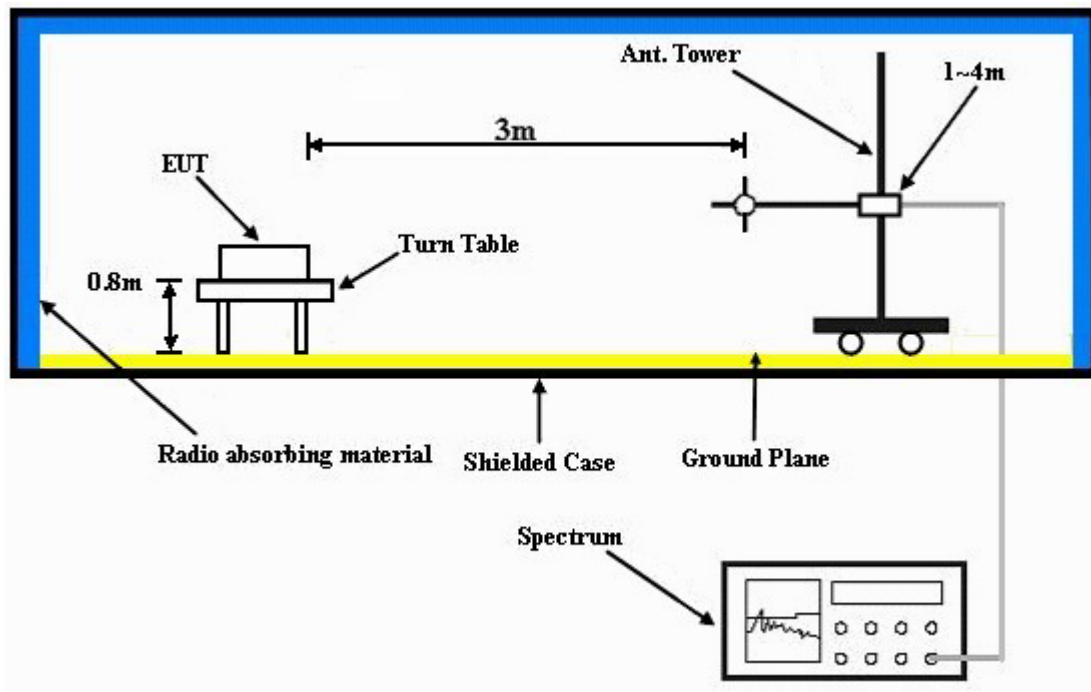 Ant. Tower
1~4m
3m
EUT
Turn Table
0.8m
Radio absorbing material
Shielded Case
Ground Plane
Spectrum